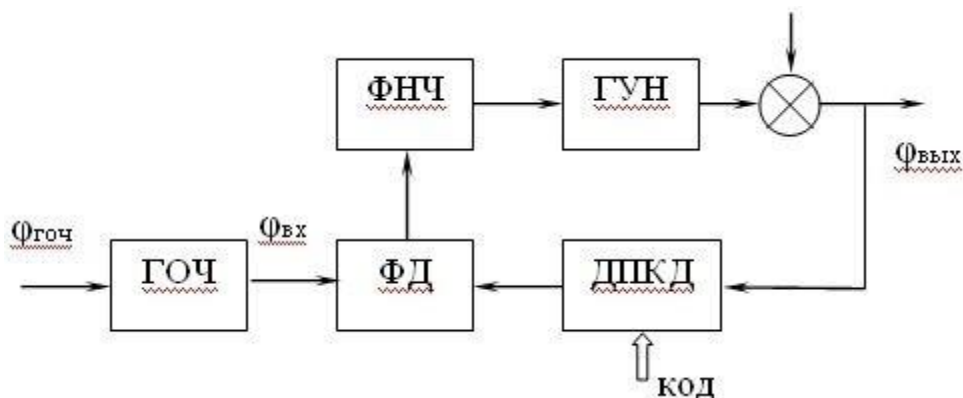 ФНЧ
ГУН
φвых
φгоч
φвх
ГОЧ
ФД
ДПКД
код